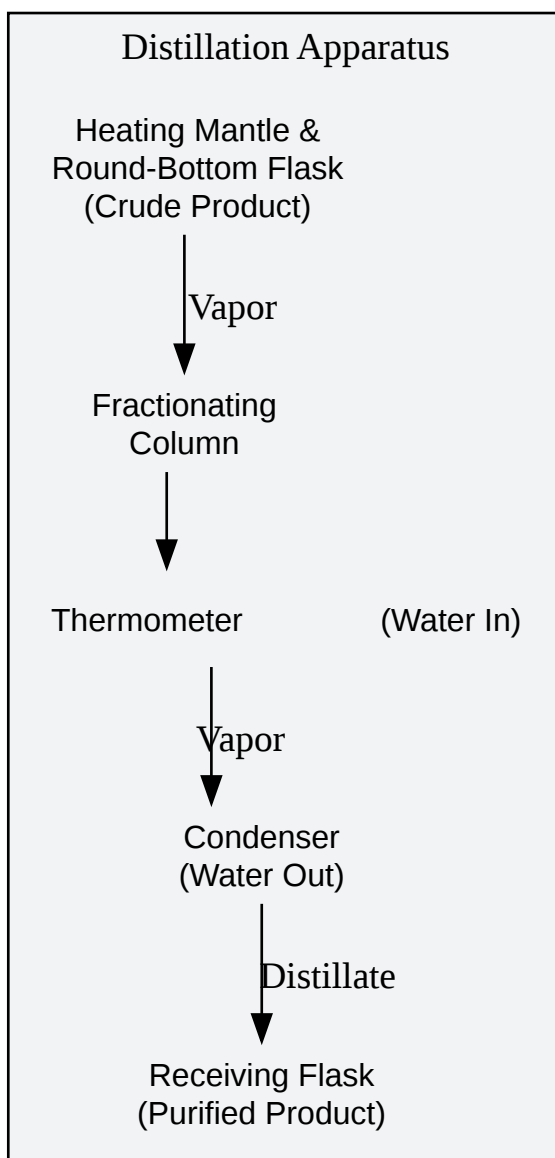 Distillation Apparatus
Heating Mantle &
Round-Bottom Flask
(Crude Product)
Vapor
Fractionating
Column
Thermometer
(Water In)
Vapor
Condenser
(Water Out)
Distillate
Receiving Flask
(Purified Product)